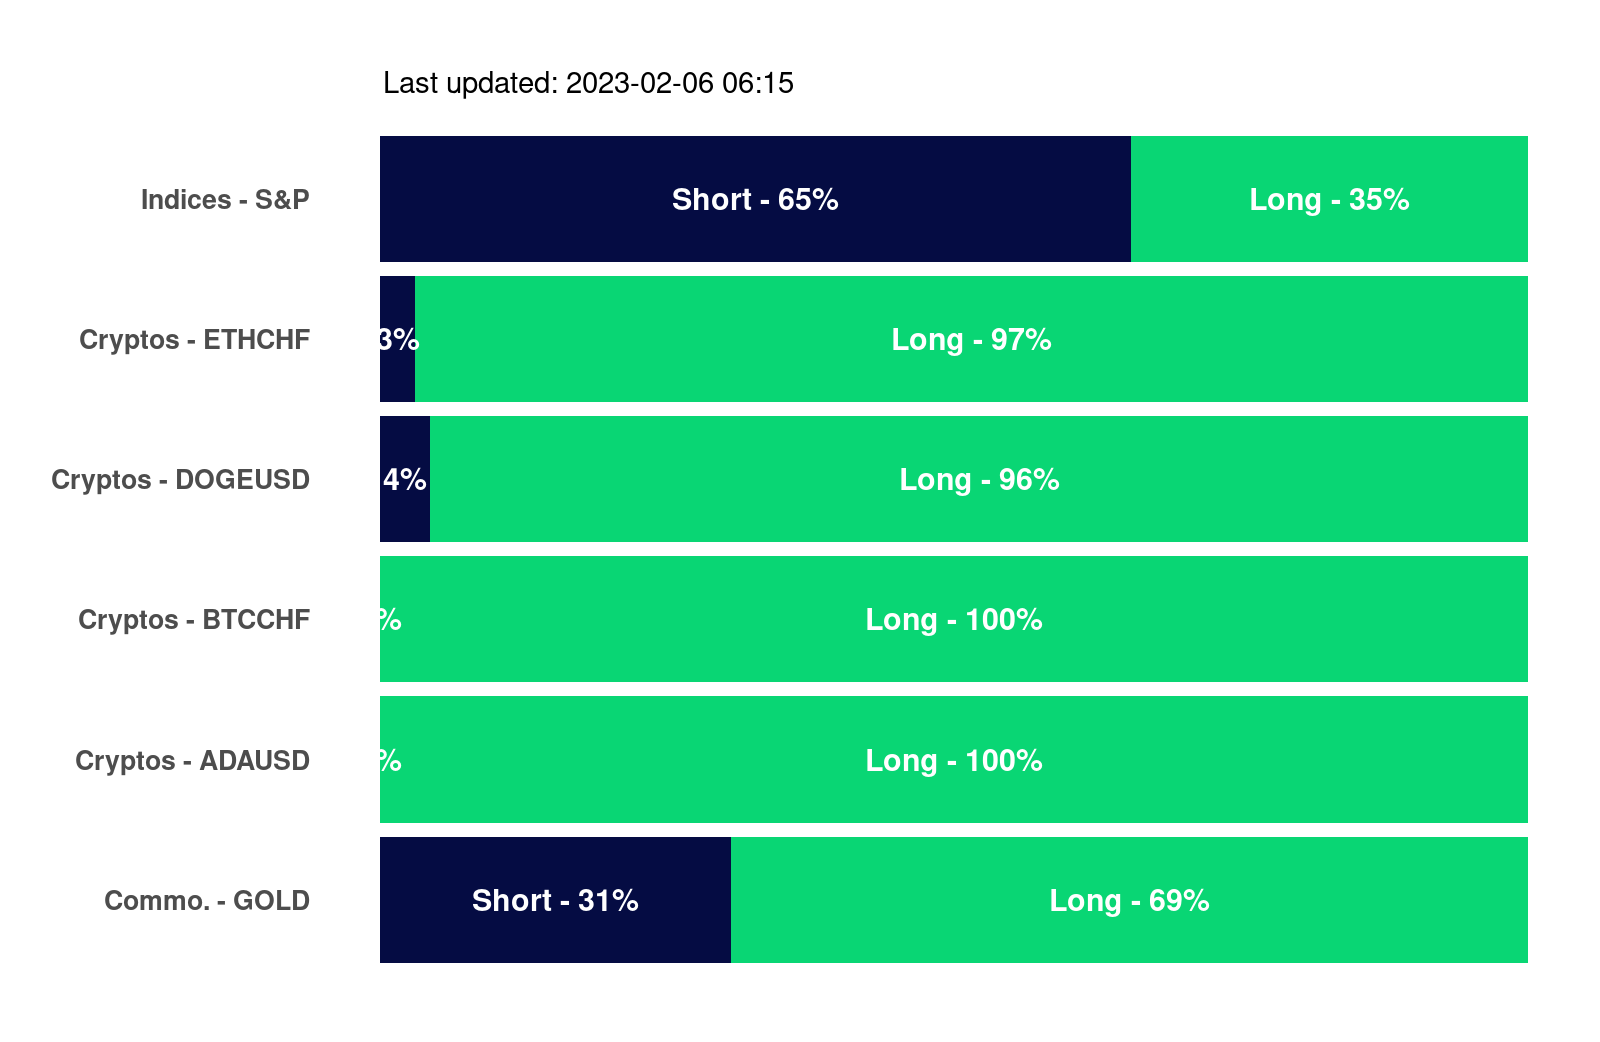 Last updated: 2023-02-06 06:15
Indices - S&P Short - 65% Long - 35%
Cryptos - ETHCHF 3% Long - 97%
Cryptos - DOGEUSD 4% Long - 96%
Cryptos - BTCCHF % Long - 100%
Cryptos - ADAUSD % Long - 100%
Commo. - GOLD Short - 31% Long - 69%